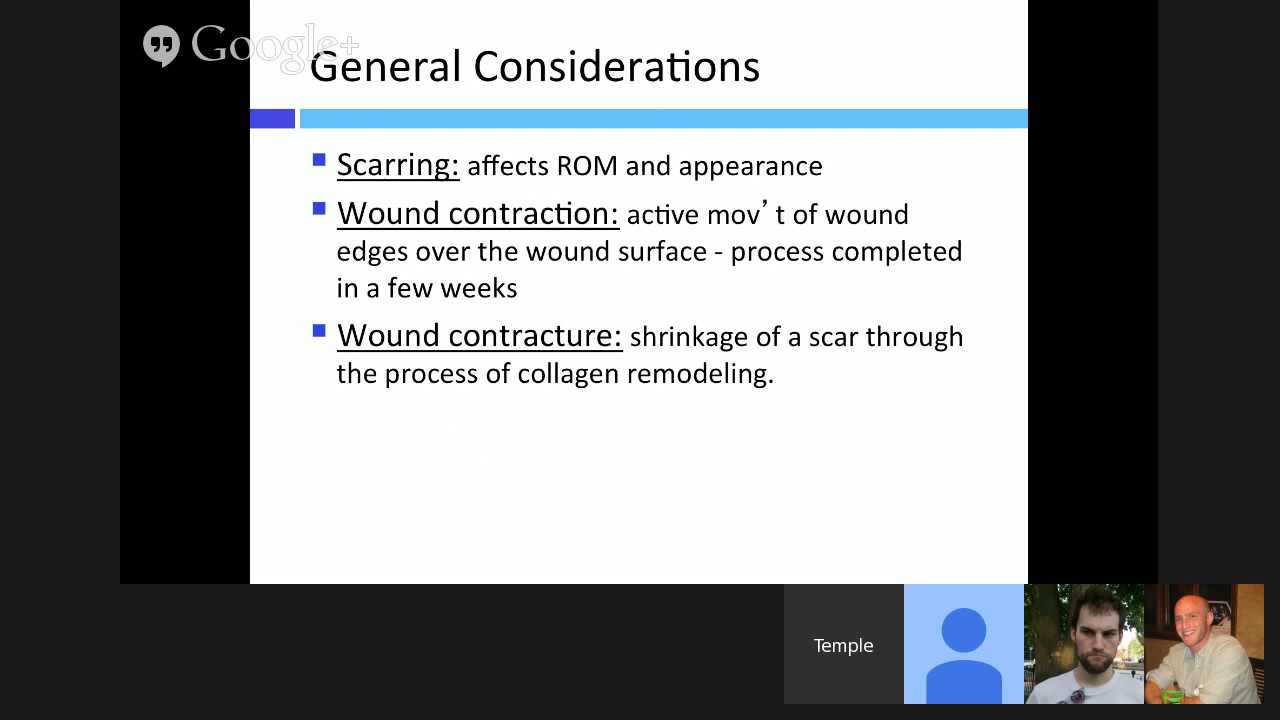 Google+
General Considerations
Scarring: affects ROM and appearance
Wound contraction: active mov’ t of wound
edges over the wound surface - process completed
in a few weeks
Wound contracture: shrinkage of a scar through
the process of collagen remodeling.
Temple